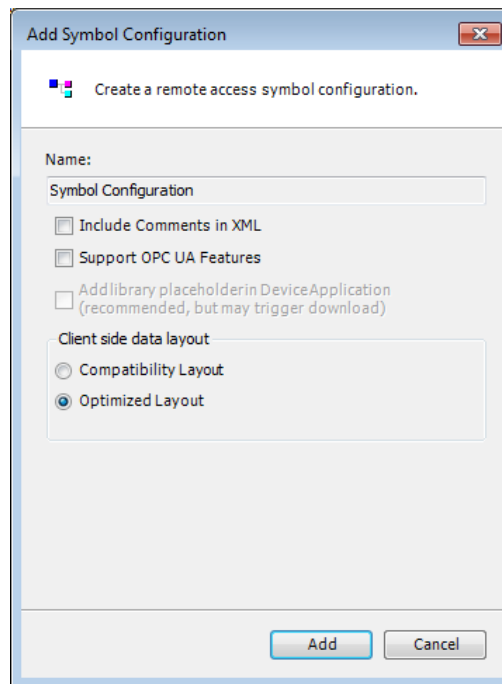 Add Symbol Configuration
Create a remote access symbol configuration.
Name:
Symbol Configuration
Include Comments in XML
Support OPC UA Features
Add library placeholder in Device Application
(recommended, but may trigger download)
Client side data layout
Compatibility Layout
Optimized Layout
Add
Cancel